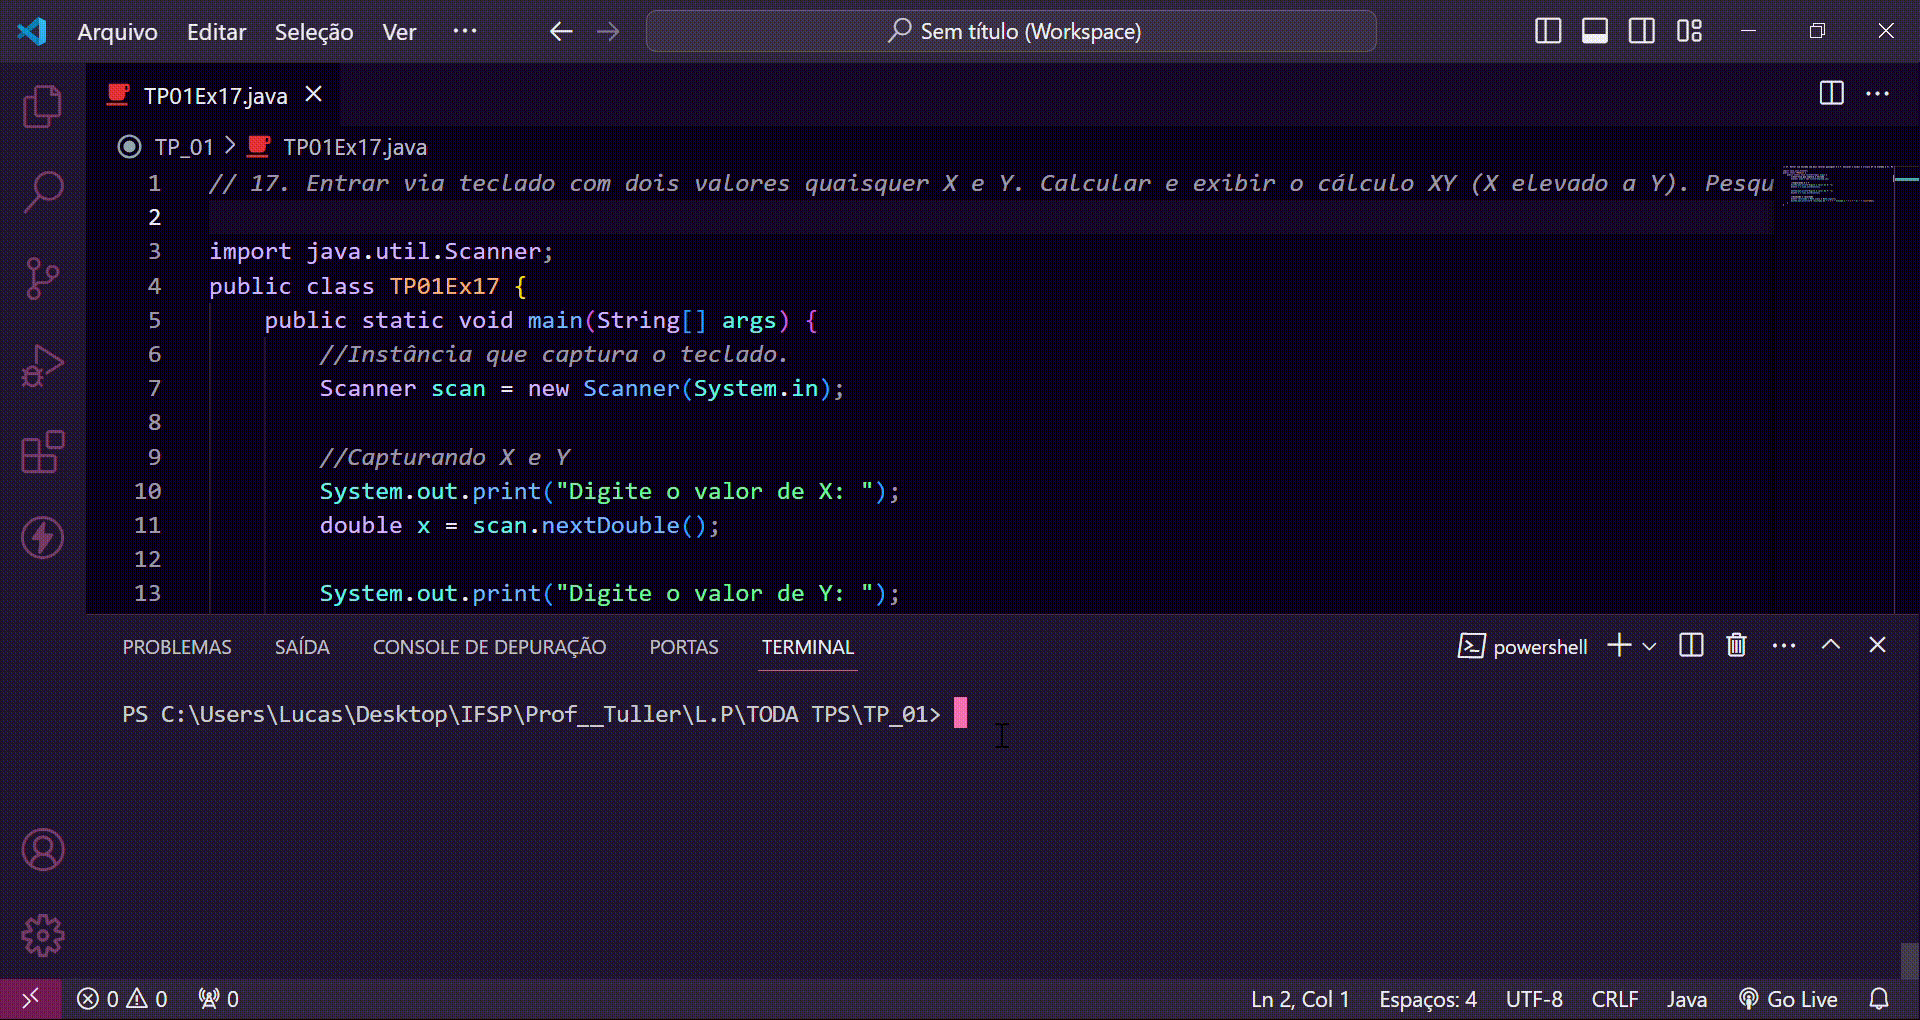 Arquivo Editar Seleção Ver ··· Sem título (Workspace)
TP01Ex17.java
TP_01 > TP01Ex17.java
1 // 17. Entrar via teclado com dois valores quaisquer X e Y. Calcular e exibir o cálculo XY (X elevado a Y). Pesqu
2
3 import java.util.Scanner;
4 public class TP01Ex17 {
5 public static void main(String[] args) {
6 //Instância que captura o teclado.
7 Scanner scan = new Scanner(System.in);
8
9 //Capturando X e Y
10 System.out.print("Digite o valor de X: ");
11 double x = scan.nextDouble();
12
13 System.out.print("Digite o valor de Y: ");
PROBLEMAS SAÍDA CONSOLE DE DEPURAÇÃO PORTAS TERMINAL powershell
PS C:\Users\Lucas\Desktop\IFSP\Prof__Tuller\L.P\TODA TPS\TP_01>
0 0 0 Ln 2, Col 1 Espaços: 4 UTF-8 CRLF Java Go Live